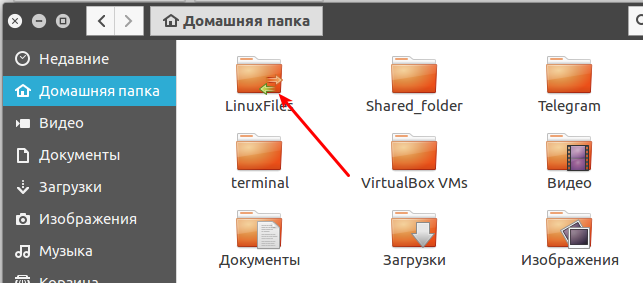 Домашняя папка
Недавние
Домашняя папка
Видео
Документы
Загрузки
Изображения
Музыка
Корзина
LinuxFiles
Shared_folder
Telegram
terminal
VirtualBox VMs
Видео
Документы
Загрузки
Изображения